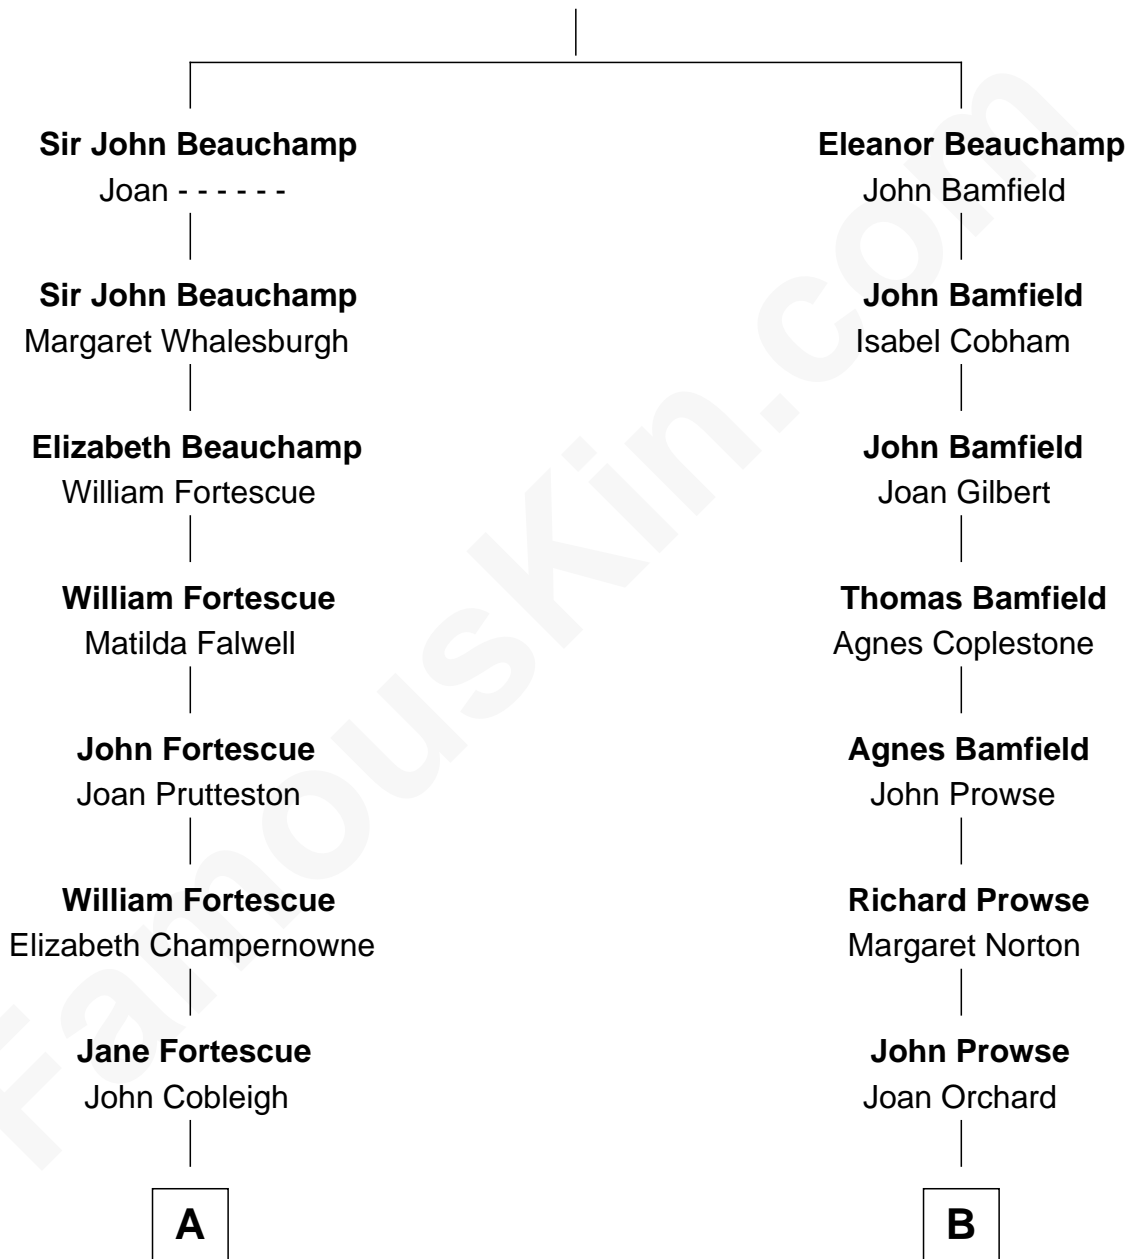 Sir John Beauchamp
Joan - - - - - -
Sir John Beauchamp
Margaret Whalesburgh
Elizabeth Beauchamp
William Fortescue
William Fortescue
Matilda Falwell
John Fortescue
Joan Prutteston
William Fortescue
Elizabeth Champernowne
Jane Fortescue
John Cobleigh
A
Eleanor Beauchamp
John Bamfield
John Bamfield
Isabel Cobham
John Bamfield
Joan Gilbert
Thomas Bamfield
Agnes Coplestone
Agnes Bamfield
John Prowse
Richard Prowse
Margaret Norton
John Prowse
Joan Orchard
B
FamousKin.com